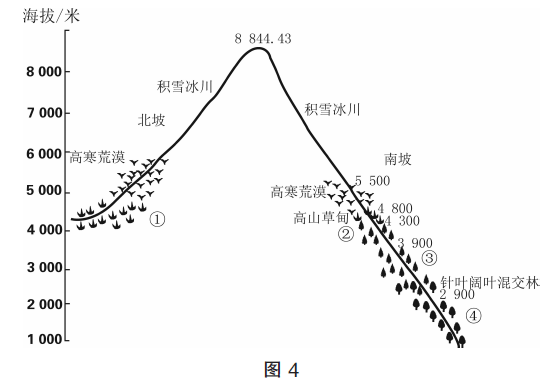 海拔/米
8 844.43
8 000
积雪冰川
7 000
积雪冰川
北坡
6 000
高寒荒漠
南坡
5 500
5 000
高寒荒漠
4 800
①
高山草甸
4 300
4 000
②
3 900
③
3 000
针叶阔叶混交林
2 900
2 000
④
1 000
图 4